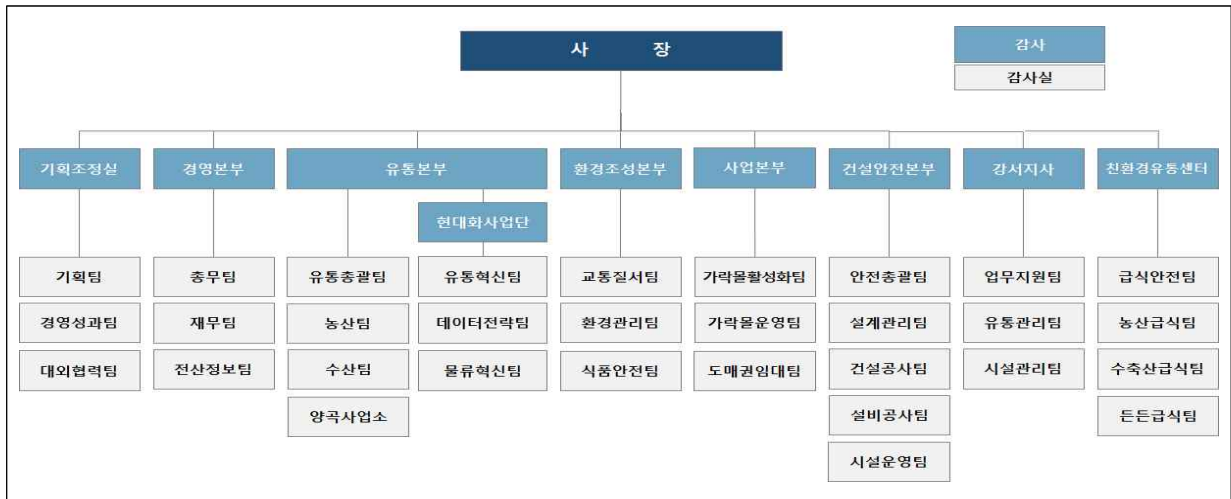 사 장
감사
감사실
기획조정실
경영본부
유통본부
환경조성본부
사업본부
건설안전본부
강서지사
친환경유통센터
현대화사업단
기획팀
총무팀
유통총괄팀
유통혁신팀
교통질서팀
가락몰활성화팀
안전총괄팀
업무지원팀
급식안전팀
경영성과팀
재무팀
농산팀
데이터전략팀
환경관리팀
가락몰운영팀
설계관리팀
유통관리팀
농산급식팀
대외협력팀
전산정보팀
수산팀
물류혁신팀
식품안전팀
도매권임대팀
건설공사팀
시설관리팀
수축산급식팀
양곡사업소
설비공사팀
든든급식팀
시설운영팀